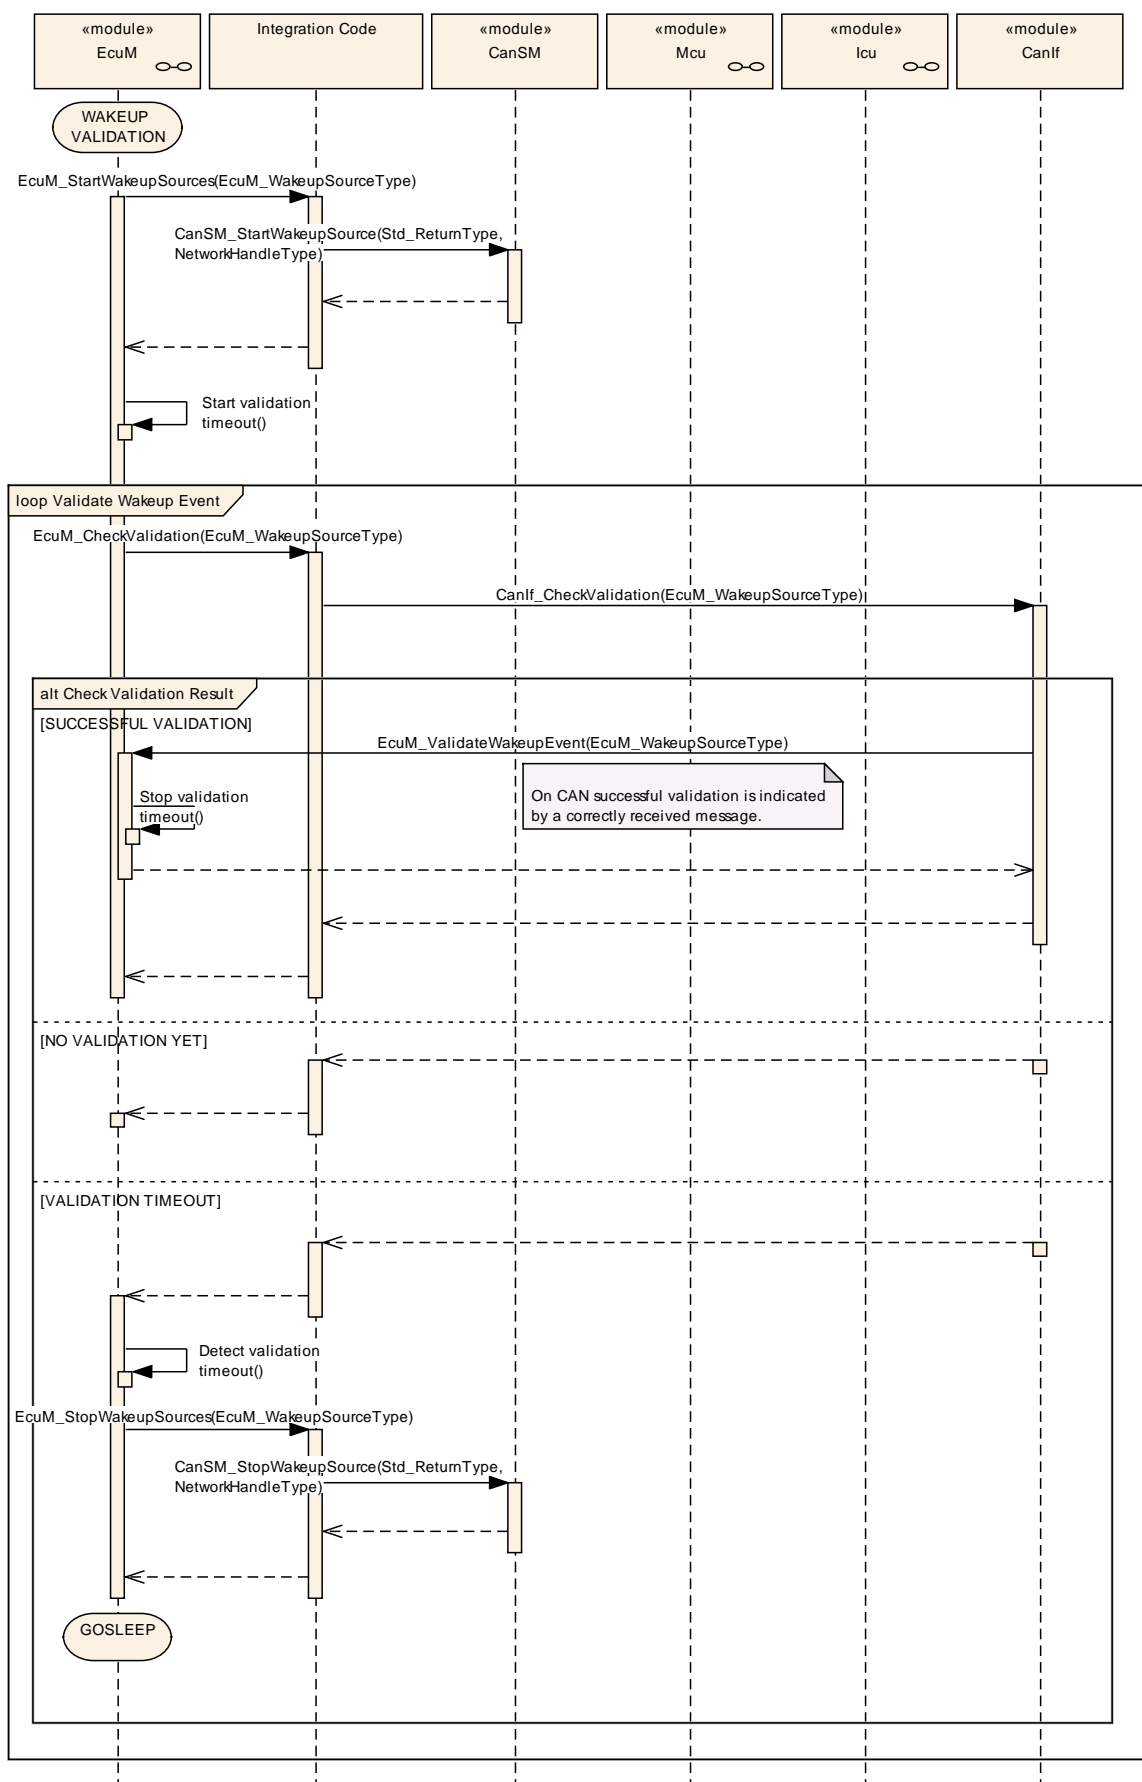 «module»
EcuM
Integration Code
«module»
CanSM
«module»
Mcu
«module»
Icu
«module»
CanIf
WAKEUP
VALIDATION
EcuM_StartWakeupSources(EcuM_WakeupSourceType)
CanSM_StartWakeupSource(Std_ReturnType,
NetworkHandleType)
Start validation
timeout()
loop Validate Wakeup Event
EcuM_CheckValidation(EcuM_WakeupSourceType)
CanIf_CheckValidation(EcuM_WakeupSourceType)
alt Check Validation Result
[SUCCESSFUL VALIDATION]
EcuM_ValidateWakeupEvent(EcuM_WakeupSourceType)
On CAN successful validation is indicated
by a correctly received message.
Stop validation
timeout()
[NO VALIDATION YET]
[VALIDATION TIMEOUT]
Detect validation
timeout()
EcuM_StopWakeupSources(EcuM_WakeupSourceType)
CanSM_StopWakeupSource(Std_ReturnType,
NetworkHandleType)
GOSLEEP